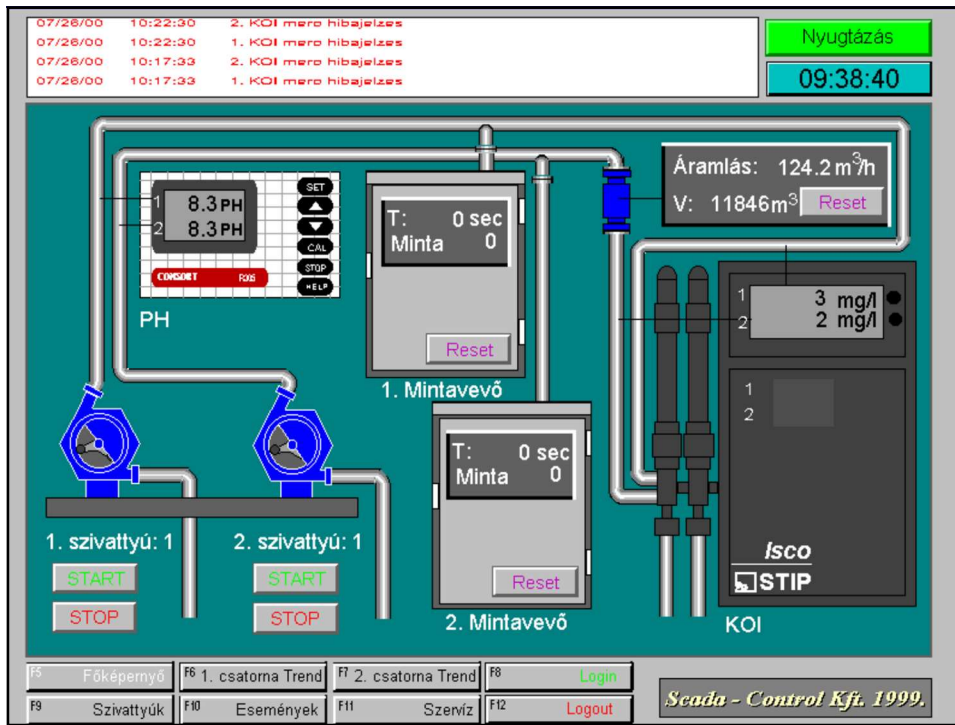 07/26/00 10:22:30 2. KOI mero hibajelzes
07/26/00 10:22:30 1. KOI mero hibajelzes
07/26/00 10:17:33 2. KOI mero hibajelzes
07/26/00 10:17:33 1. KOI mero hibajelzes
Nyugtázás
09:38:40
Áramlás: 124.2 m³/h
V: 11846 m³ Reset
1 8.3 PH
2 8.3 PH
SET
CAL
STOP
HELP
CONSORT
PH
T: 0 sec
Minta 0
Reset
1. Mintavevő
T: 0 sec
Minta 0
Reset
2. Mintavevő
1 3 mg/l
2 2 mg/l
1
2
Isco
STIP
KOI
1. szivattyú: 1
START
STOP
2. szivattyú: 1
START
STOP
F5 Főképernyő F6 1. csatorna Trend F7 2. csatorna Trend F8 Login
F9 Szivattyúk F10 Események F11 Szervíz F12 Logout
Scada - Control Kft. 1999.